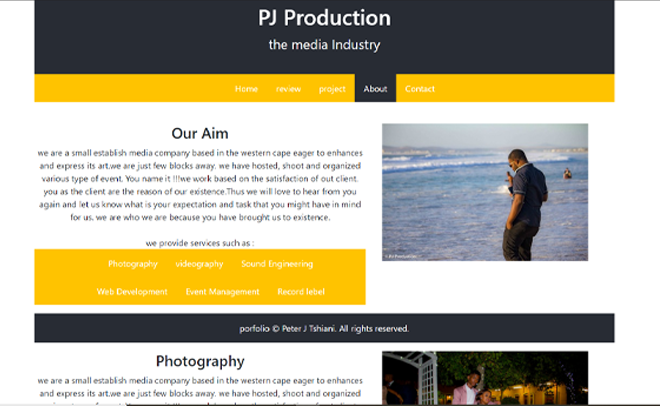 PJ Production
the media Industry
Home review project About Contact
Our Aim
we are a small establish media company based in the western cape eager to enhances
and express its art.we are just few blocks away. we have hosted, shoot and organized
various type of event. You name it !!!we work based on the satisfaction of out client.
you as the client are the reason of our existence.Thus we will love to hear from you
again and let us know what is your expectation and task that you might have in mind
for us. we are who we are because you have brought us to existence.
we provide services such as :
Photography videography Sound Engineering
Web Development Event Management Record lebel
porfolio © Peter J Tshiani. All rights reserved.
Photography
we are a small establish media company based in the western cape eager to enhances
and express its art.we are just few blocks away. we have hosted, shoot and organized